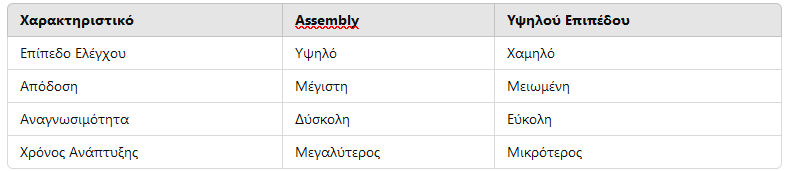 Χαρακτηριστικό Assembly Υψηλού Επιπέδου
Επίπεδο Ελέγχου Υψηλό Χαμηλό
Απόδοση Μέγιστη Μειωμένη
Αναγνωσιμότητα Δύσκολη Εύκολη
Χρόνος Ανάπτυξης Μεγαλύτερος Μικρότερος